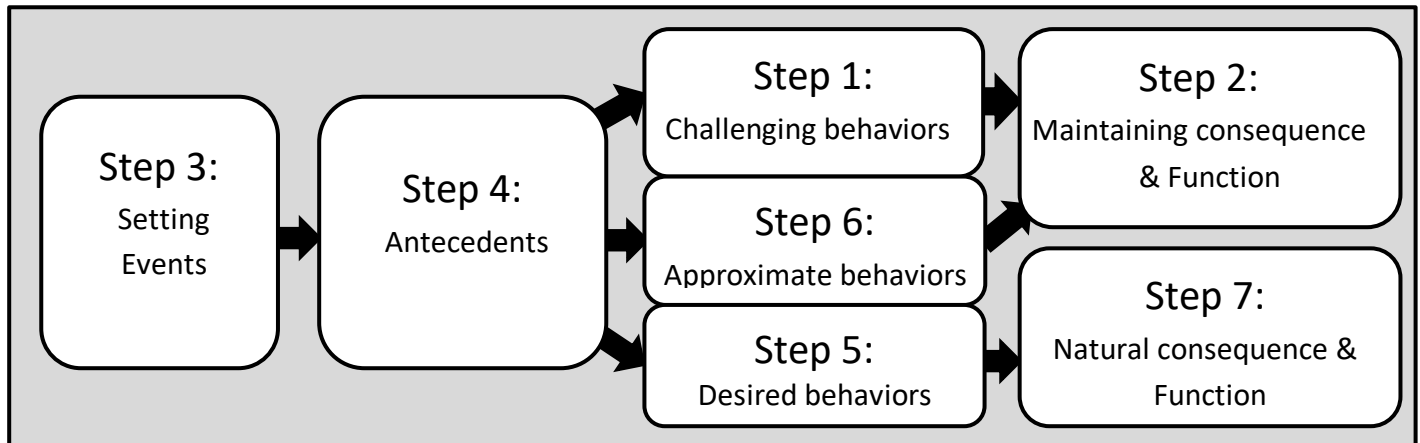 Step 3:
Setting
Events
Step 4:
Antecedents
Step 1:
Challenging behaviors
Step 6:
Approximate behaviors
Step 5:
Desired behaviors
Step 2:
Maintaining consequence
& Function
Step 7:
Natural consequence &
Function